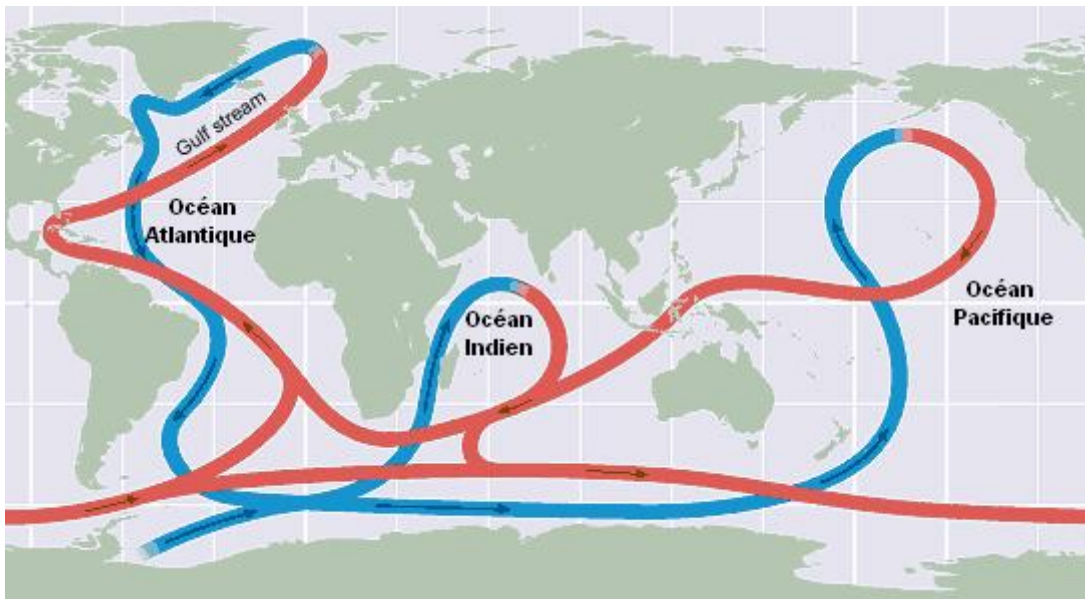 Gulf stream
Océan
Atlantique
Océan
Indien
Océan
Pacifique